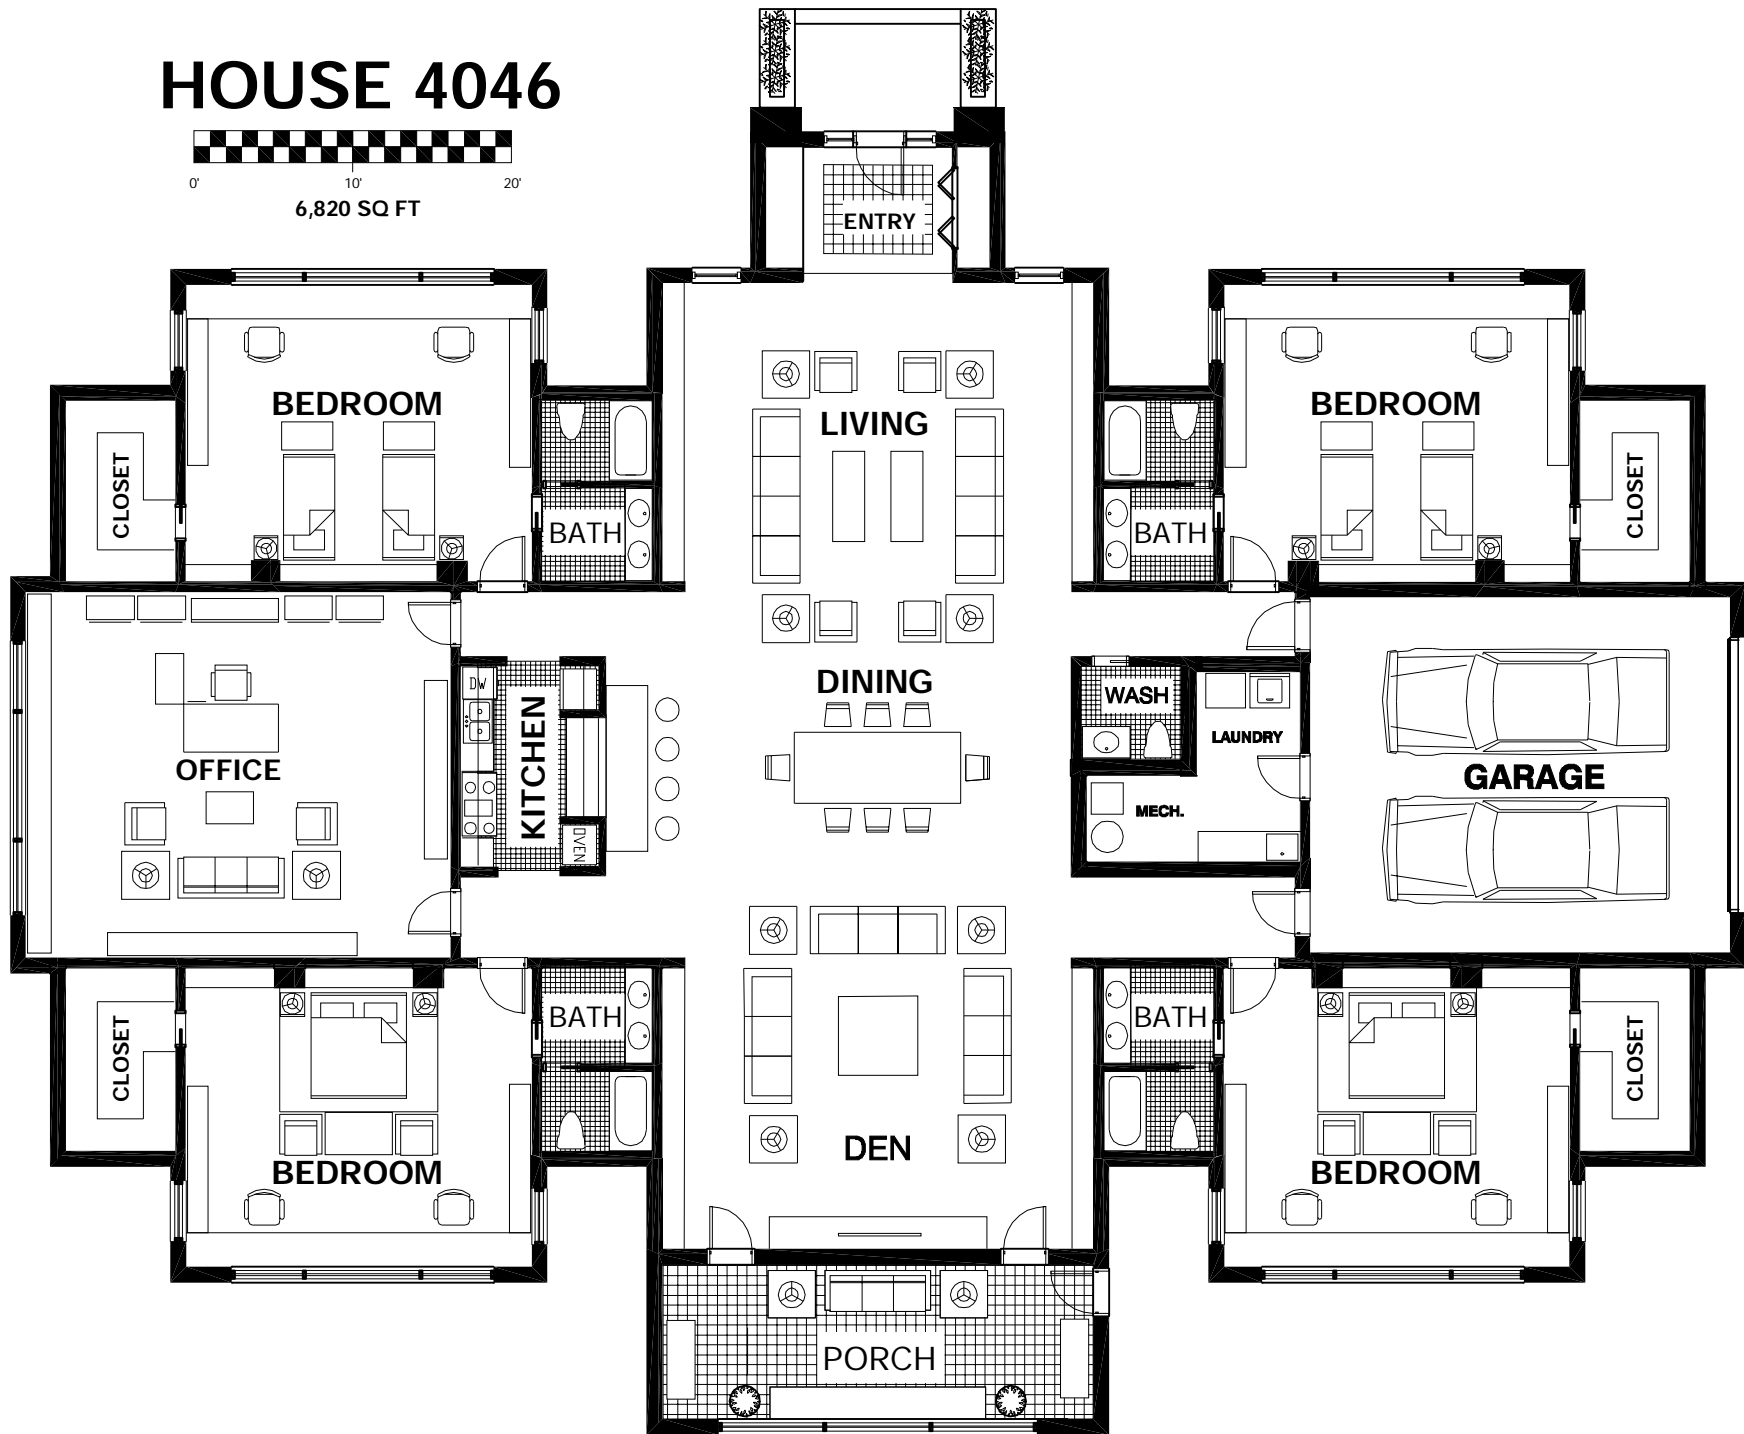 HOUSE 4046
0' 10' 20'
6,820 SQ FT
ENTRY
BEDROOM
LIVING
BEDROOM
CLOSET
CLOSET
BATH
BATH
DINING
DW
KITCHEN
WASH
LAUNDRY
OFFICE
GARAGE
MECH.
OVEN
BATH
BATH
CLOSET
CLOSET
DEN
BEDROOM
BEDROOM
PORCH